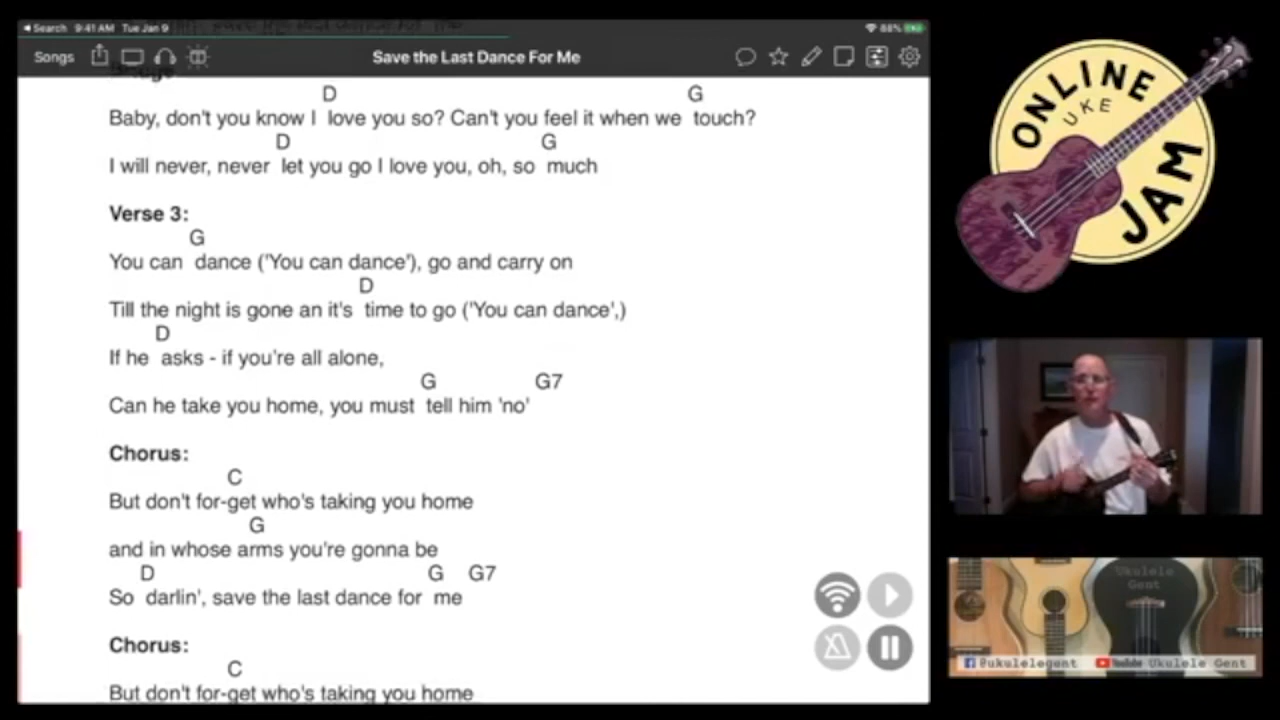 Search 9:41 AM Tue Jan 9 88%
Songs Save the Last Dance For Me
D G
Baby, don't you know I love you so? Can't you feel it when we touch?
D G
I will never, never let you go I love you, oh, so much
Verse 3:
G
You can dance ('You can dance'), go and carry on
D
Till the night is gone an it's time to go ('You can dance',)
D
If he asks - if you're all alone,
G G7
Can he take you home, you must tell him 'no'
Chorus:
C
But don't for-get who's taking you home
G
and in whose arms you're gonna be
D G G7
So darlin', save the last dance for me
Chorus:
C
But don't for-get who's taking you home
ONLINE
UKE
JAM
Ukulele
Gent
@ukulelegent YouTube Ukulele Gent